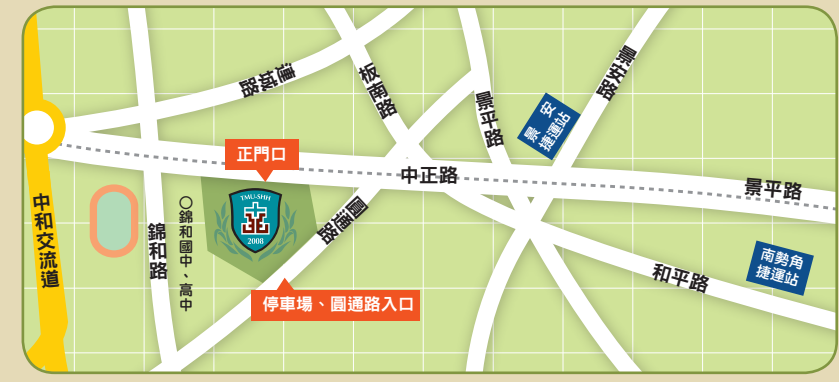 連城路
板南路
景平路
景安路
景安
捷運站
正門口
中正路
景平路
中和交流道
錦和路
〇錦和國中、高中
TMU-SHH
2008
圓通路
停車場、圓通路入口
和平路
南勢角
捷運站